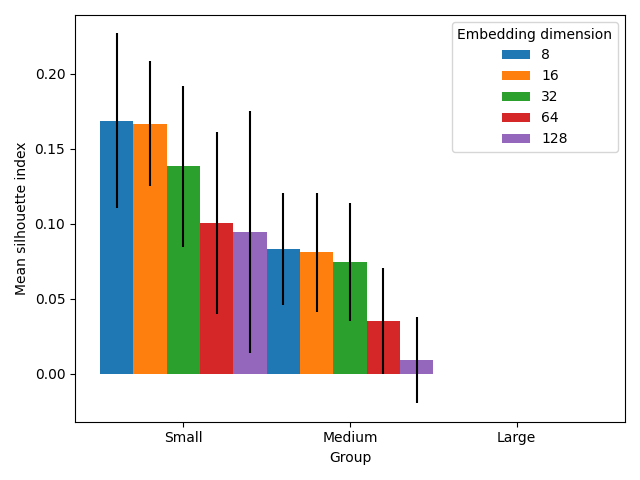 Embedding dimension
8
16
32
64
128
0.20
0.15
0.10
0.05
0.00
Mean silhouette index
Small
Medium
Large
Group